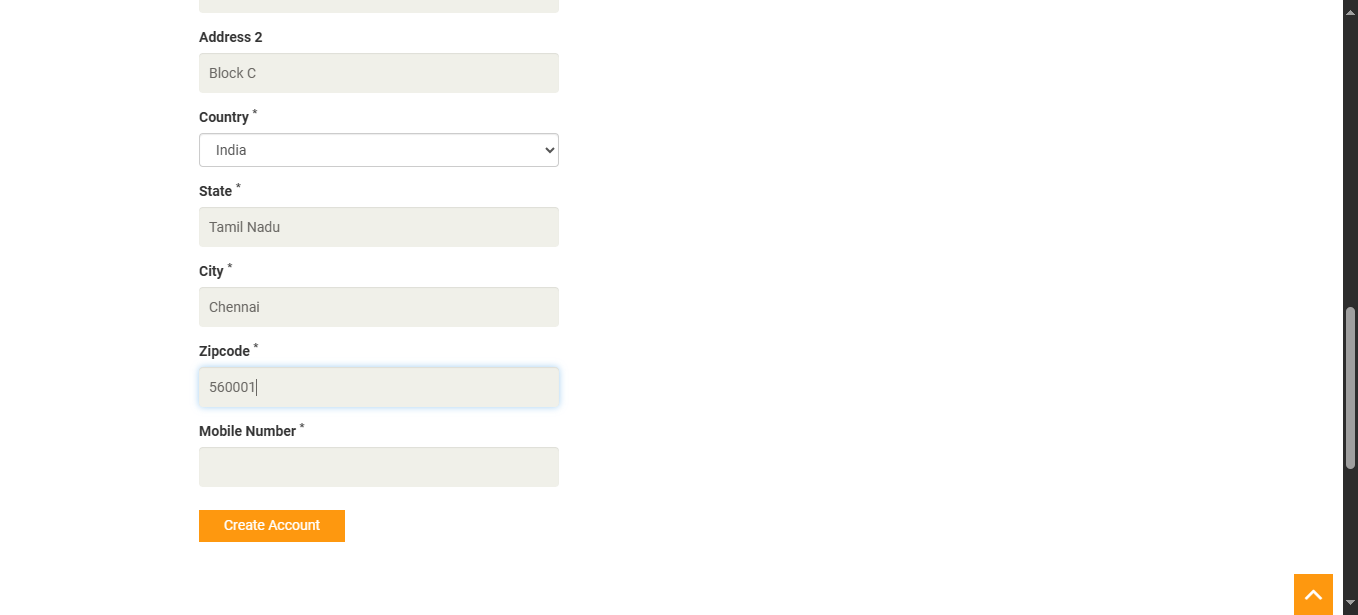 Address 2
Block C
Country *
India
State *
Tamil Nadu
City *
Chennai
Zipcode *
560001
Mobile Number *
Create Account